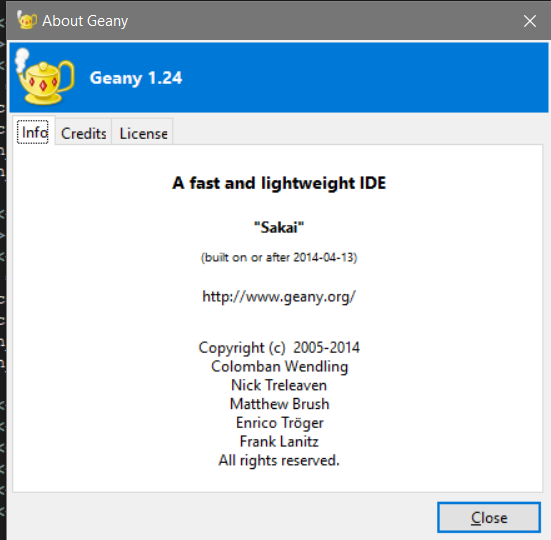 About Geany
Geany 1.24
Info Credits License
A fast and lightweight IDE
"Sakai"
(built on or after 2014-04-13)
http://www.geany.org/
Copyright (c)  2005-2014
Colomban Wendling
Nick Treleaven
Matthew Brush
Enrico Tröger
Frank Lanitz
All rights reserved.
Close